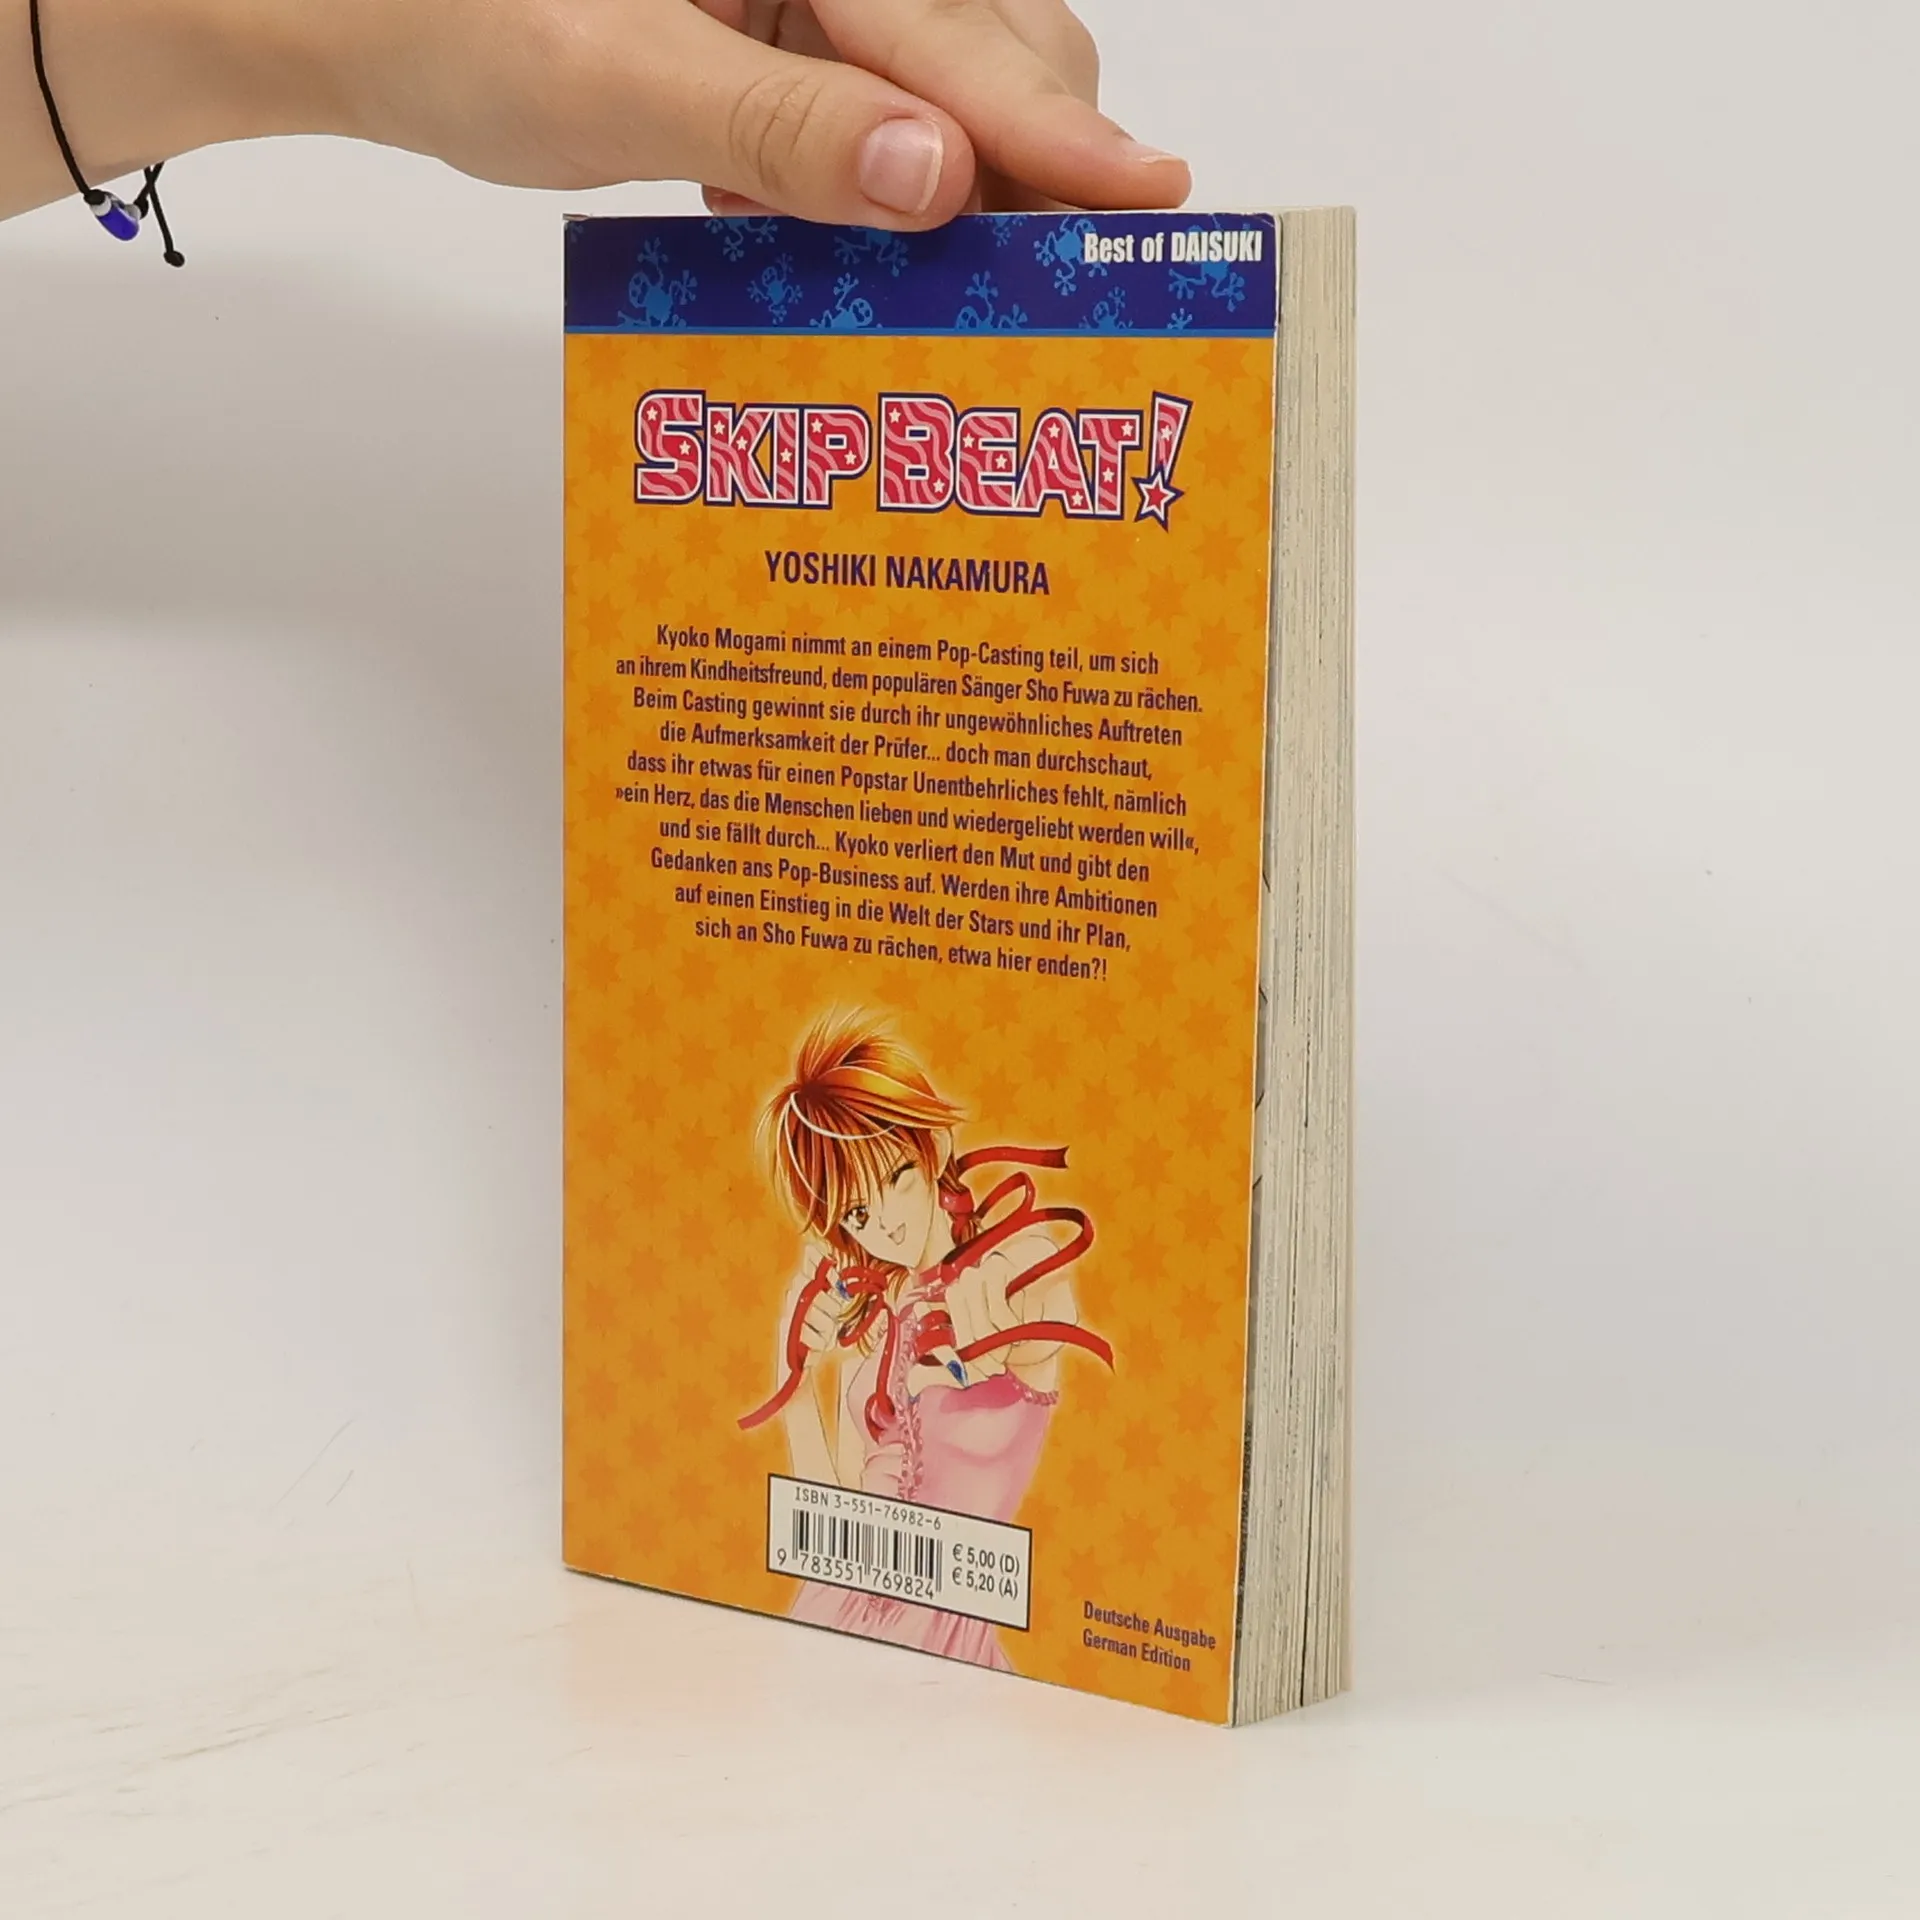 Best of DAISUKI
SKIP BEAT!
YOSHIKI NAKAMURA
Kyoko Mogami nimmt an einem Pop-Casting teil, um sich
an ihrem Kindheitsfreund, dem populären Sänger Sho Fuwa zu rächen.
Beim Casting gewinnt sie durch ihr ungewöhnliches Auftreten
die Aufmerksamkeit der Prüfer... doch man durchschaut,
dass ihr etwas für einen Popstar Unentbehrliches fehlt, nämlich
»ein Herz, das die Menschen lieben und wiedergeliebt werden will«,
und sie fällt durch... Kyoko verliert den Mut und gibt den
Gedanken ans Pop-Business auf. Werden ihre Ambitionen
auf einen Einstieg in die Welt der Stars und ihr Plan,
sich an Sho Fuwa zu rächen, etwa hier enden?!
ISBN 3-551-76982-6
€ 5,00 (D)
€ 5,20 (A)
9 783551 769824
Deutsche Ausgabe
German Edition